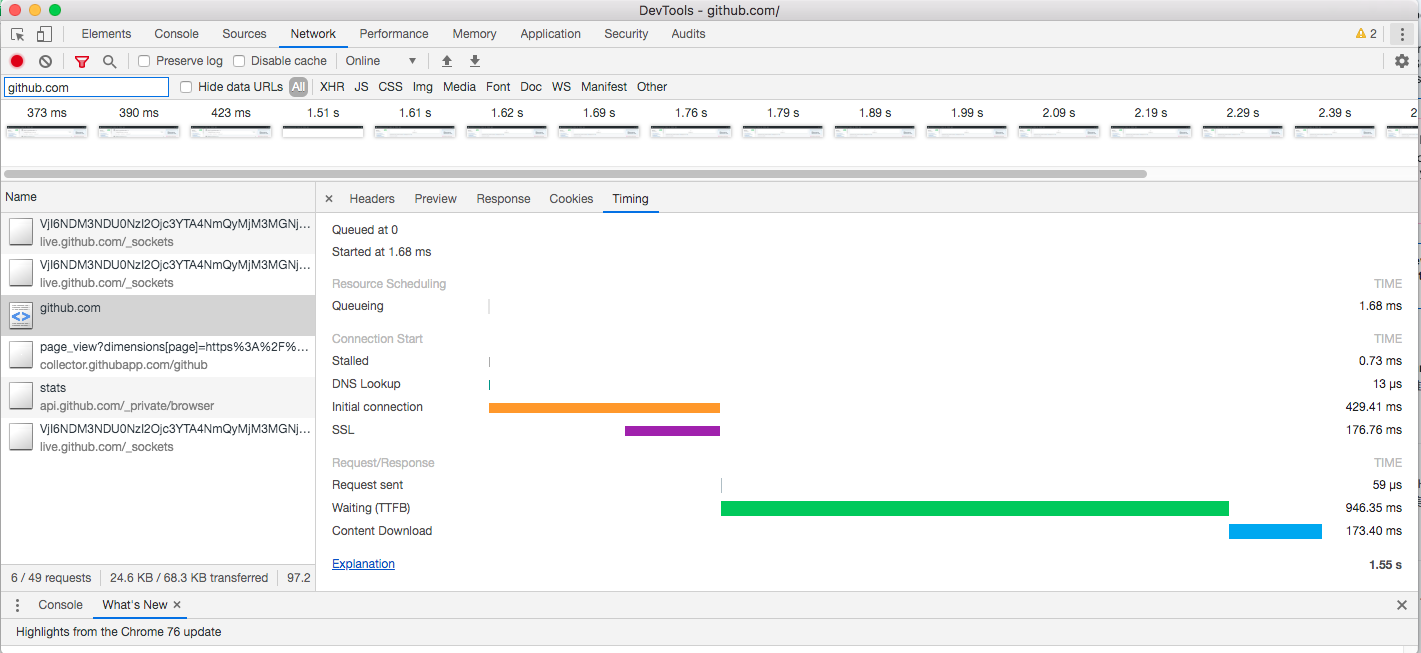 DevTools - github.com/
Elements Console Sources Network Performance Memory Application Security Audits 2
Preserve log Disable cache Online
github.com Hide data URLs All XHR JS CSS Img Media Font Doc WS Manifest Other
373 ms 390 ms 423 ms 1.51 s 1.61 s 1.62 s 1.69 s 1.76 s 1.79 s 1.89 s 1.99 s 2.09 s 2.19 s 2.29 s 2.39 s 2
Name
VjI6NDM3NDU0NzI2Ojc3YTA4NmQyMjM3MGNj...
live.github.com/_sockets
VjI6NDM3NDU0NzI2Ojc3YTA4NmQyMjM3MGNj...
live.github.com/_sockets
github.com
page_view?dimensions[page]=https%3A%2F%...
collector.githubapp.com/github
stats
api.github.com/_private/browser
VjI6NDM3NDU0NzI2Ojc3YTA4NmQyMjM3MGNj...
live.github.com/_sockets
6 / 49 requests 24.6 KB / 68.3 KB transferred 97.2
× Headers Preview Response Cookies Timing
Queued at 0
Started at 1.68 ms
Resource Scheduling TIME
Queueing 1.68 ms
Connection Start TIME
Stalled 0.73 ms
DNS Lookup 13 µs
Initial connection 429.41 ms
SSL 176.76 ms
Request/Response TIME
Request sent 59 µs
Waiting (TTFB) 946.35 ms
Content Download 173.40 ms
Explanation 1.55 s
Console What's New ×
Highlights from the Chrome 76 update